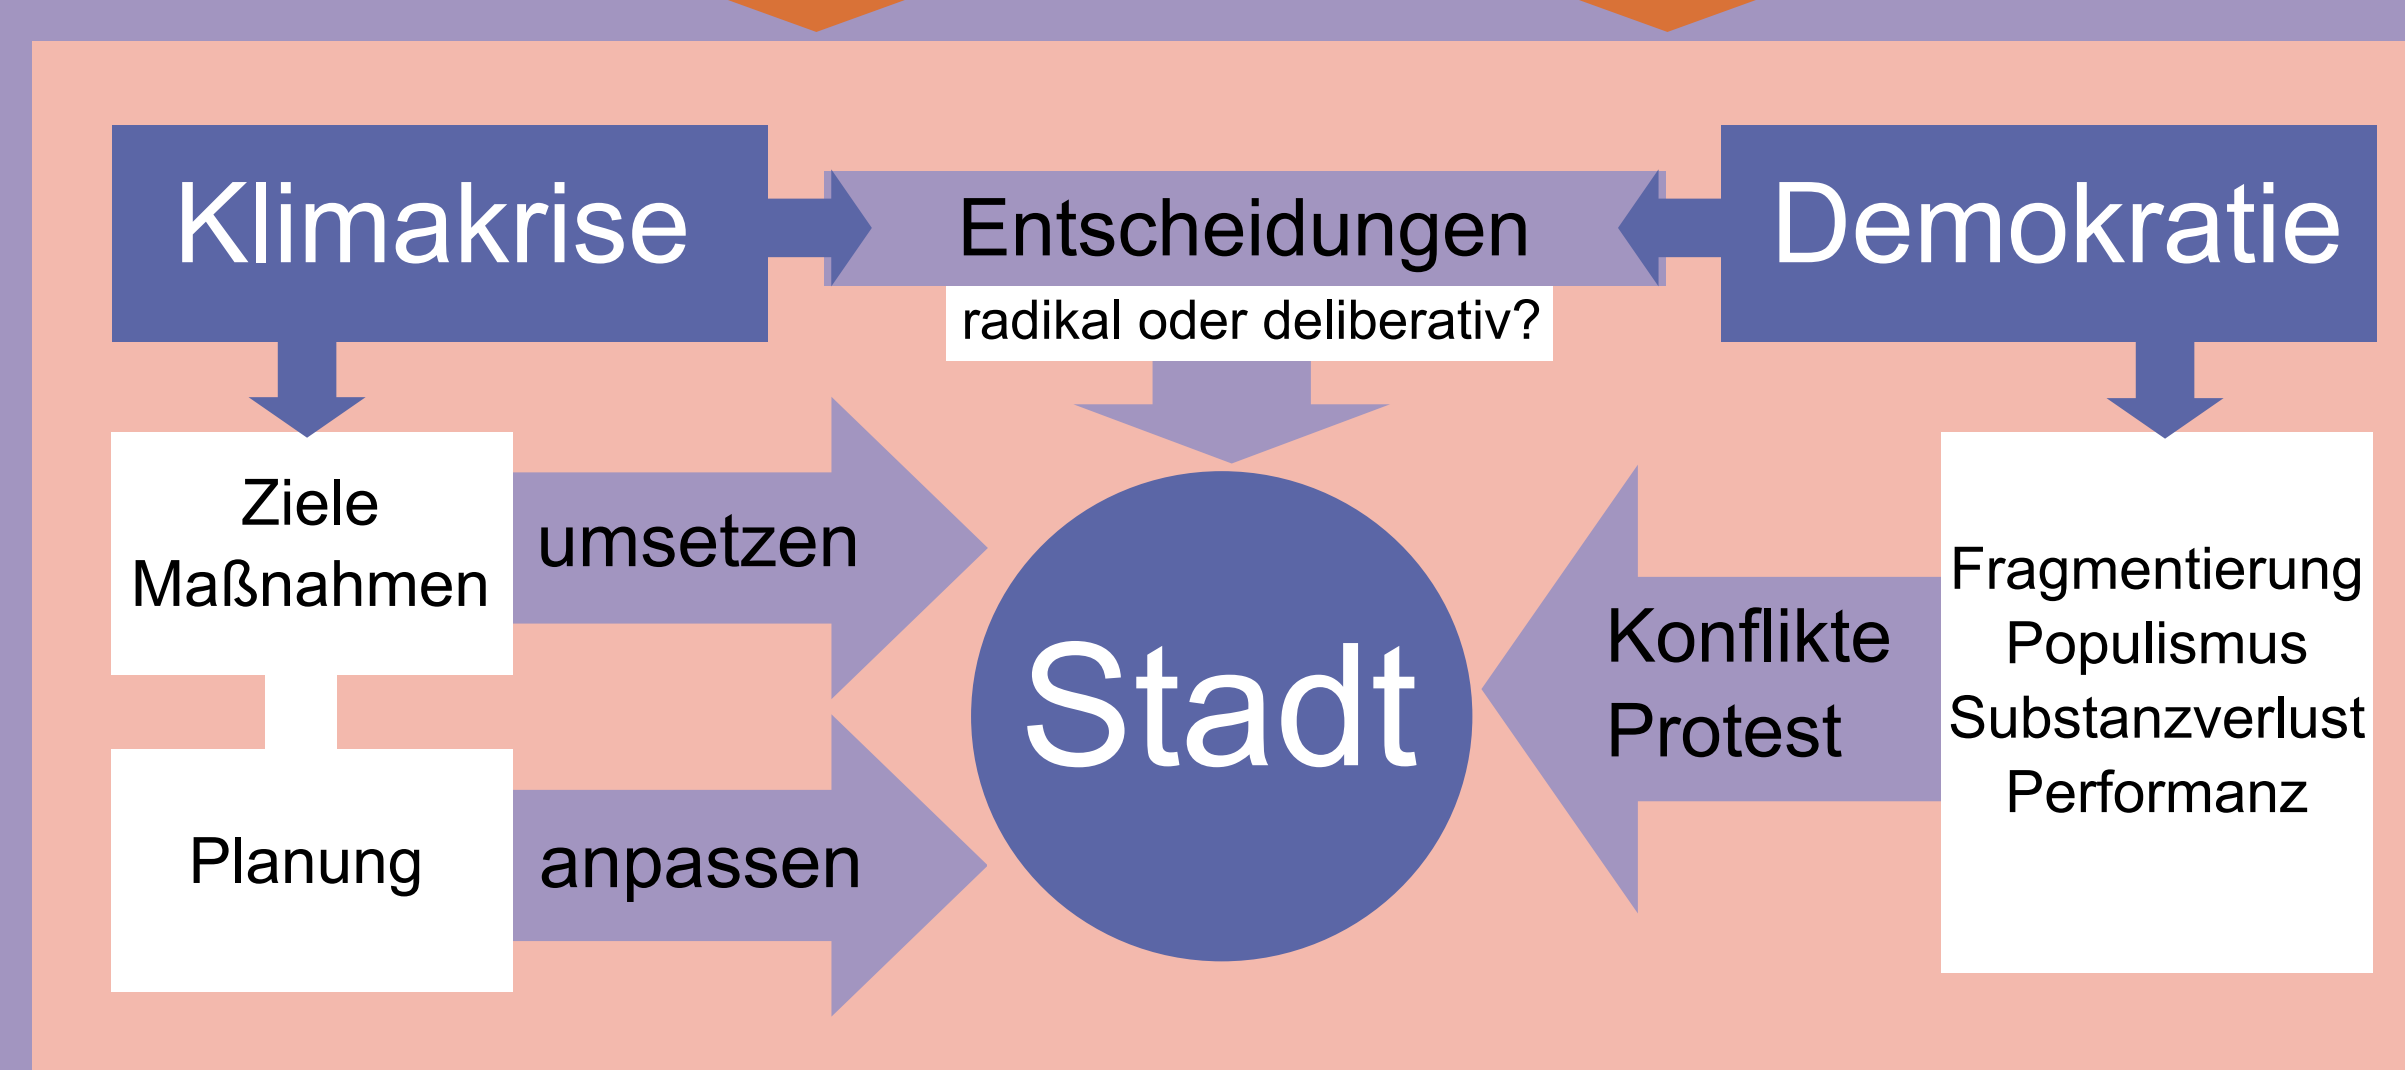 Klimakrise
Entscheidungen
radikal oder deliberativ?
Demokratie
Ziele
Maßnahmen
umsetzen
Planung
anpassen
Stadt
Konflikte
Protest
Fragmentierung
Populismus
Substanzverlust
Performanz